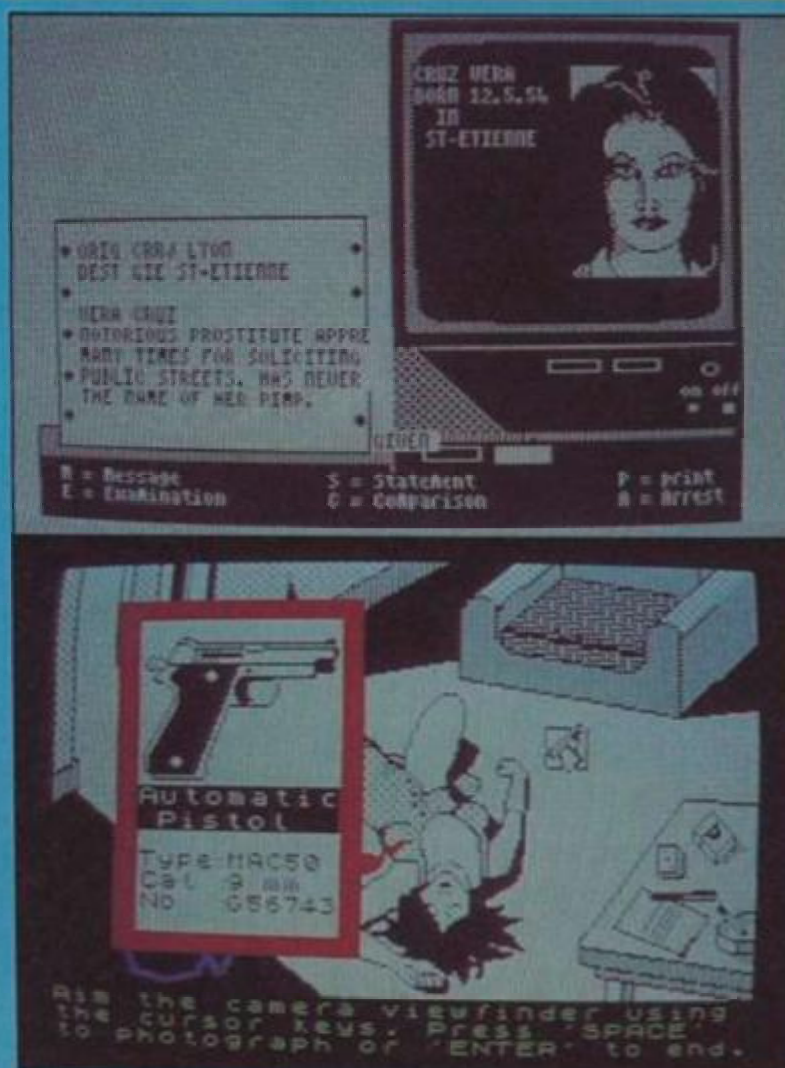 CRUZ VERA
BORN 12.5.54
IN
ST-ETIENNE
ORIG CRRJ LYON
DEST GIE ST-ETIENNE
VERA CRUZ
NOTORIOUS PROSTITUTE APPRE
MANY TIMES FOR SOLICITING
PUBLIC STREETS. HAS NEVER
THE NAME OF HER PIMP.
on off
GIVEN
M = Message
S = Statement
P = print
E = Examination
C = Comparison
A = Arrest
Automatic
Pistol
Type:MAC50
Cal :9 mm
No :G56743
Aim the camera viewfinder using
the cursor keys. Press 'SPACE'
to photograph or 'ENTER' to end.